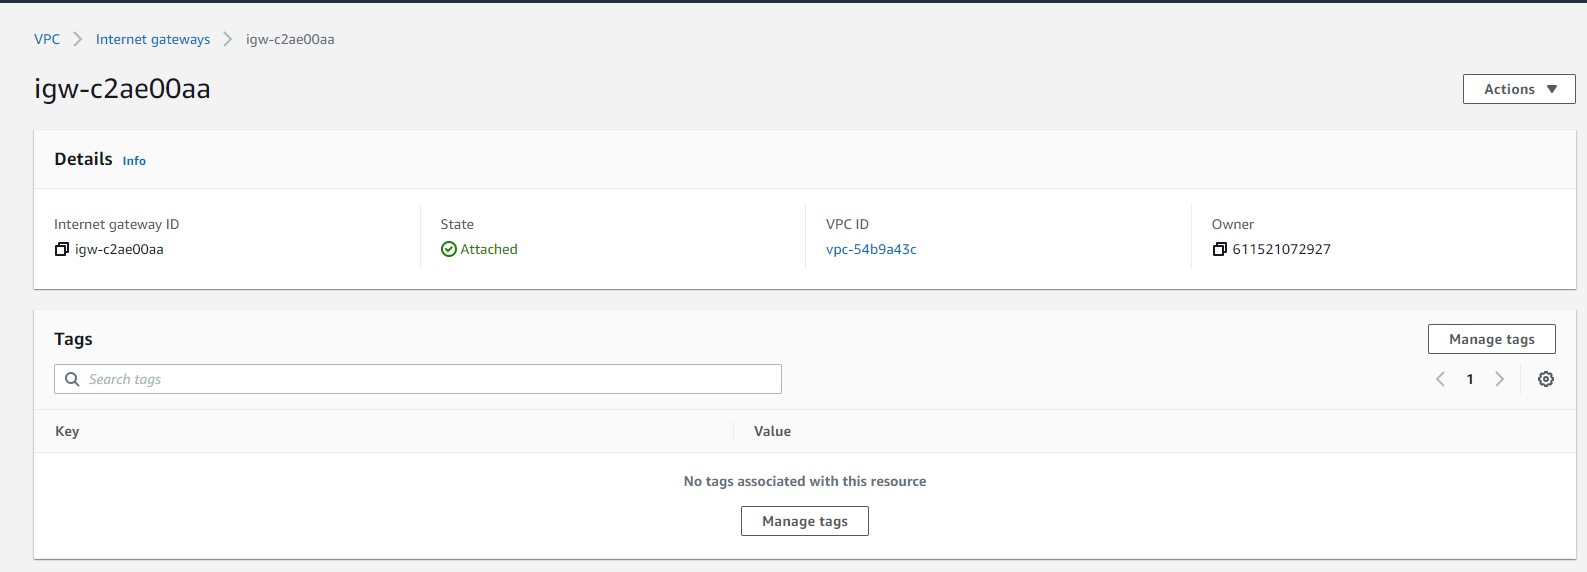 VPC > Internet gateways > igw-c2ae00aa
igw-c2ae00aa
Actions
Details Info
Internet gateway ID
igw-c2ae00aa
State
Attached
VPC ID
vpc-54b9a43c
Owner
611521072927
Tags
Manage tags
Search tags
1
Key Value
No tags associated with this resource
Manage tags